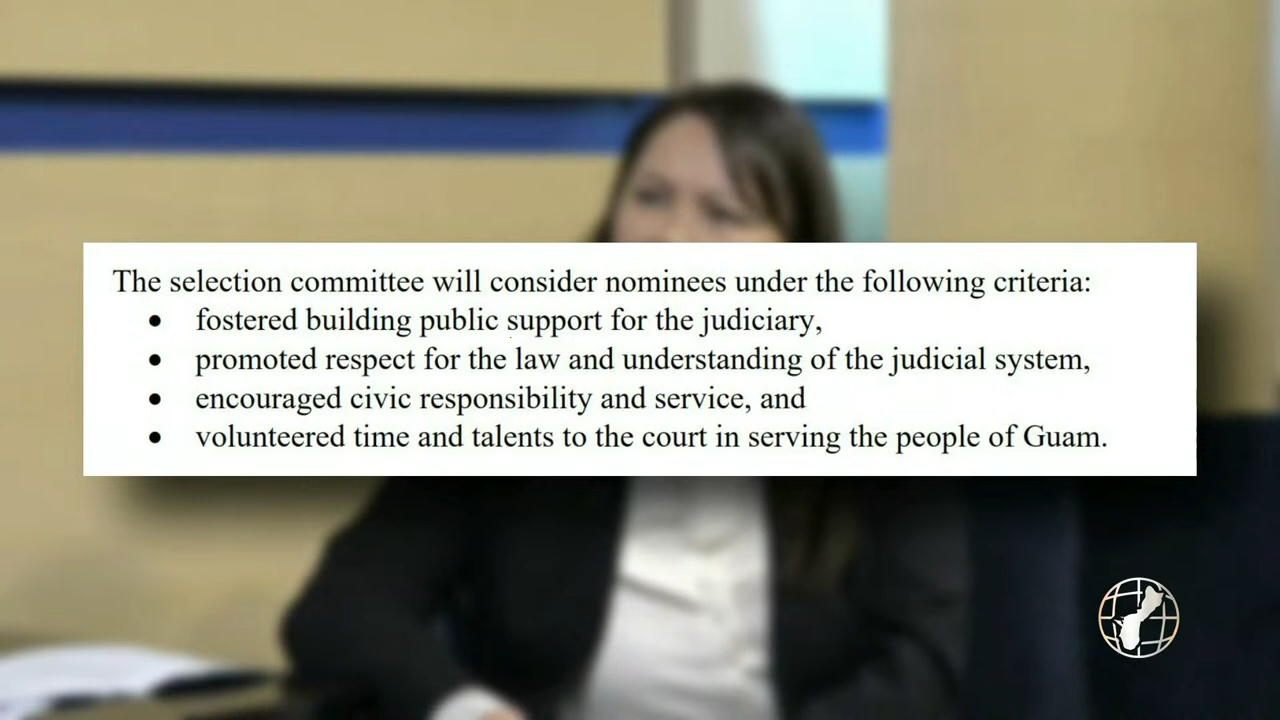 The selection committee will consider nominees under the following criteria:
• fostered building public support for the judiciary,
• promoted respect for the law and understanding of the judicial system,
• encouraged civic responsibility and service, and
• volunteered time and talents to the court in serving the people of Guam.